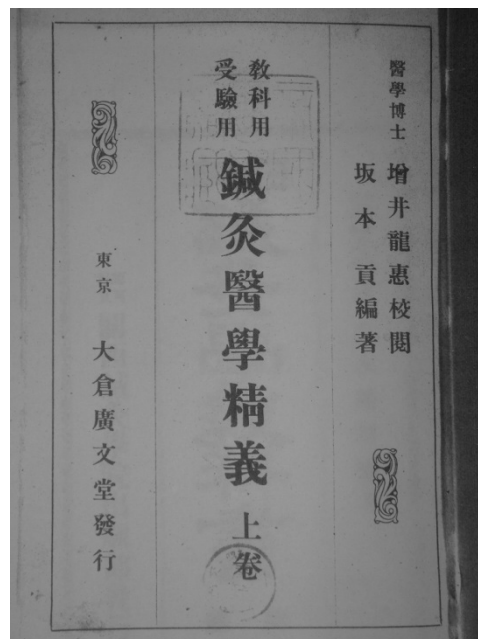 醫學博士 增井龍惠校閲
坂本貢編著
教科用
受驗用
鍼灸醫學精義 上卷
東京 大倉廣文堂發行